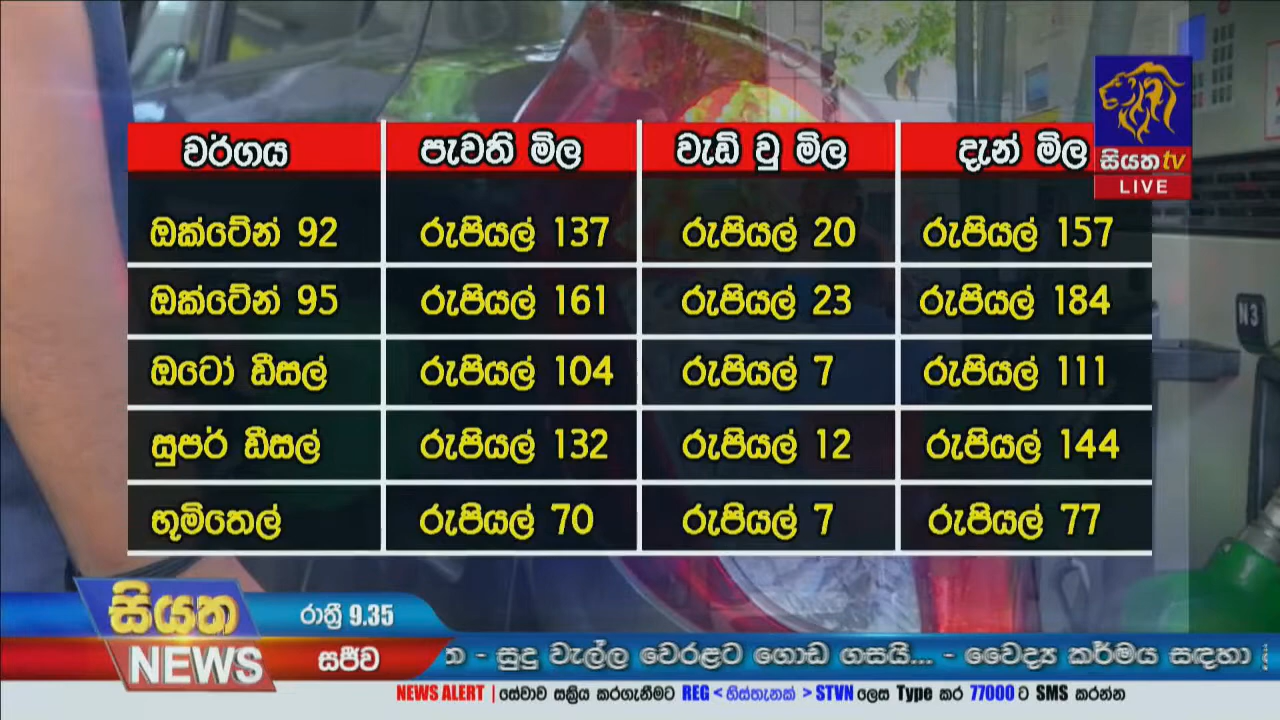 සියත tv
LIVE
වර්ගය පැවති මිල වැඩි වු මිල දැන් මිල
ඔක්ටේන් 92 රුපියල් 137 රුපියල් 20 රුපියල් 157
ඔක්ටේන් 95 රුපියල් 161 රුපියල් 23 රුපියල් 184
ඔටෝ ඩීසල් රුපියල් 104 රුපියල් 7 රුපියල් 111
සුපර් ඩීසල් රුපියල් 132 රුපියල් 12 රුපියල් 144
භුමිතෙල් රුපියල් 70 රුපියල් 7 රුපියල් 77
N3
සියත රාත්‍රී 9.35
NEWS සජීව
- සුදු වැල්ල වෙරළට ගොඩ ගසයි... - වෛද්‍ය කර්මය සඳහා
NEWS ALERT | සේවාව සක්‍රිය කරගැනීමට REG < හිස්තැනක් > STVN ලෙස Type කර 77000 ට SMS කරන්න